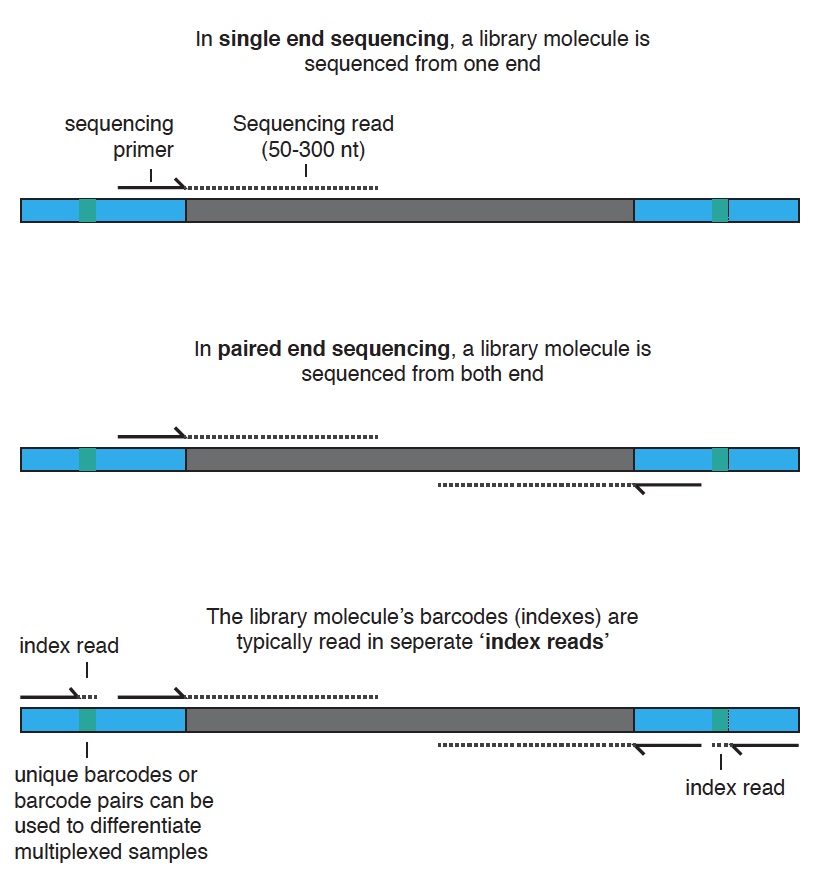 In single end sequencing, a library molecule is
sequenced from one end
sequencing
primer
Sequencing read
(50-300 nt)
In paired end sequencing, a library molecule is
sequenced from both end
The library molecule’s barcodes (indexes) are
typically read in seperate ‘index reads’
index read
unique barcodes or
barcode pairs can be
used to differentiate
multiplexed samples
index read